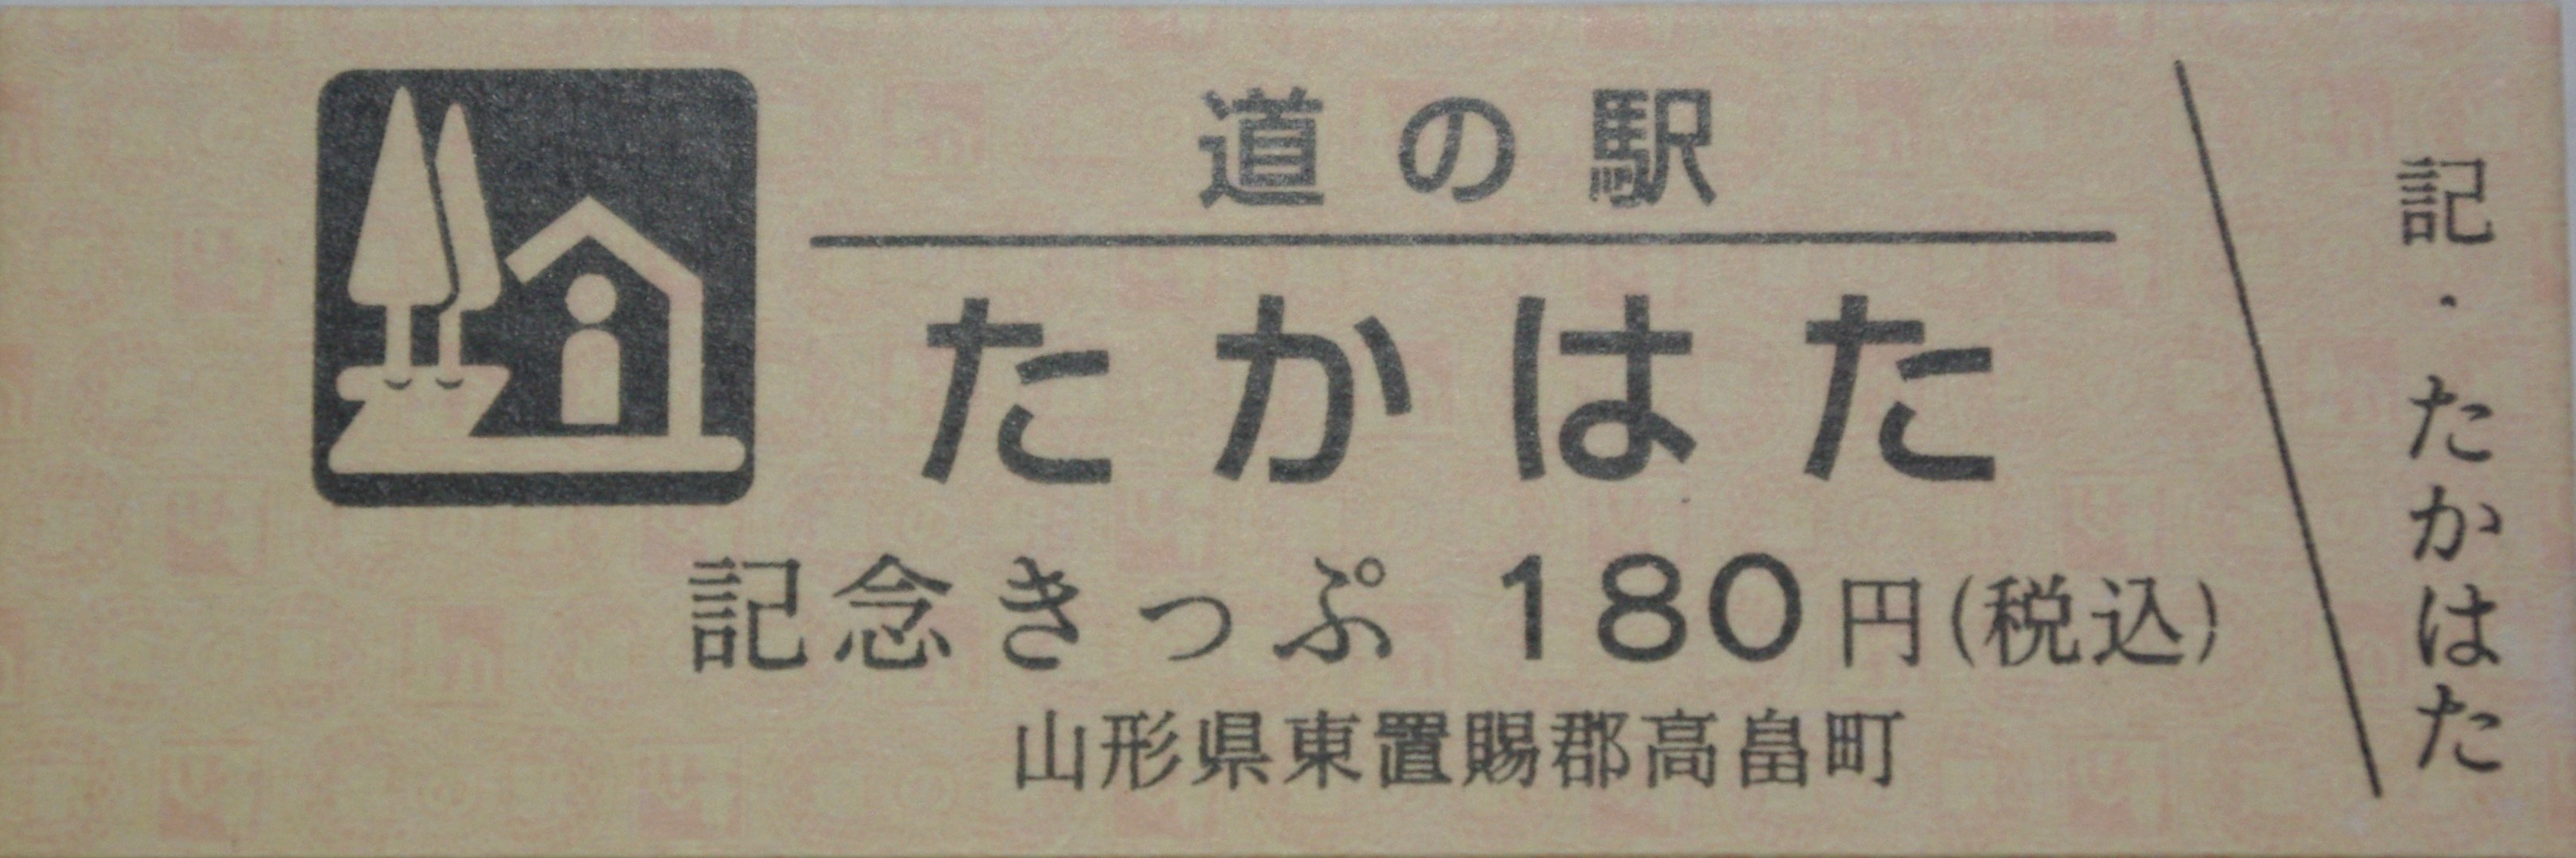 道の駅
たかはた
記念きっぷ 180円(税込)
山形県東置賜郡高畠町
記・たかはた